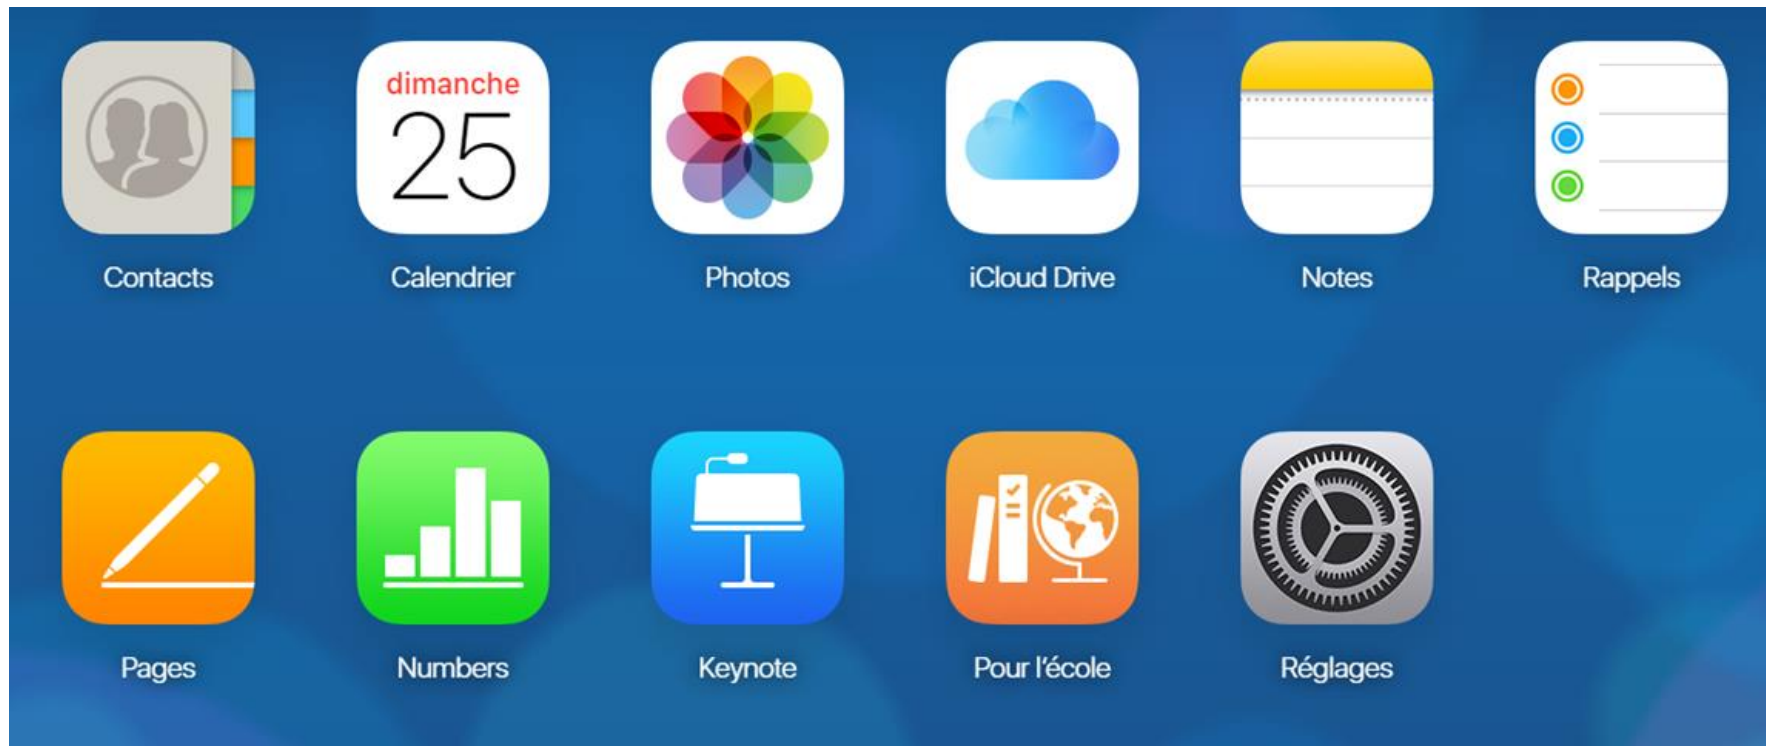 dimanche
25
Contacts
Calendrier
Photos
iCloud Drive
Notes
Rappels
Pages
Numbers
Keynote
Pour l'école
Réglages